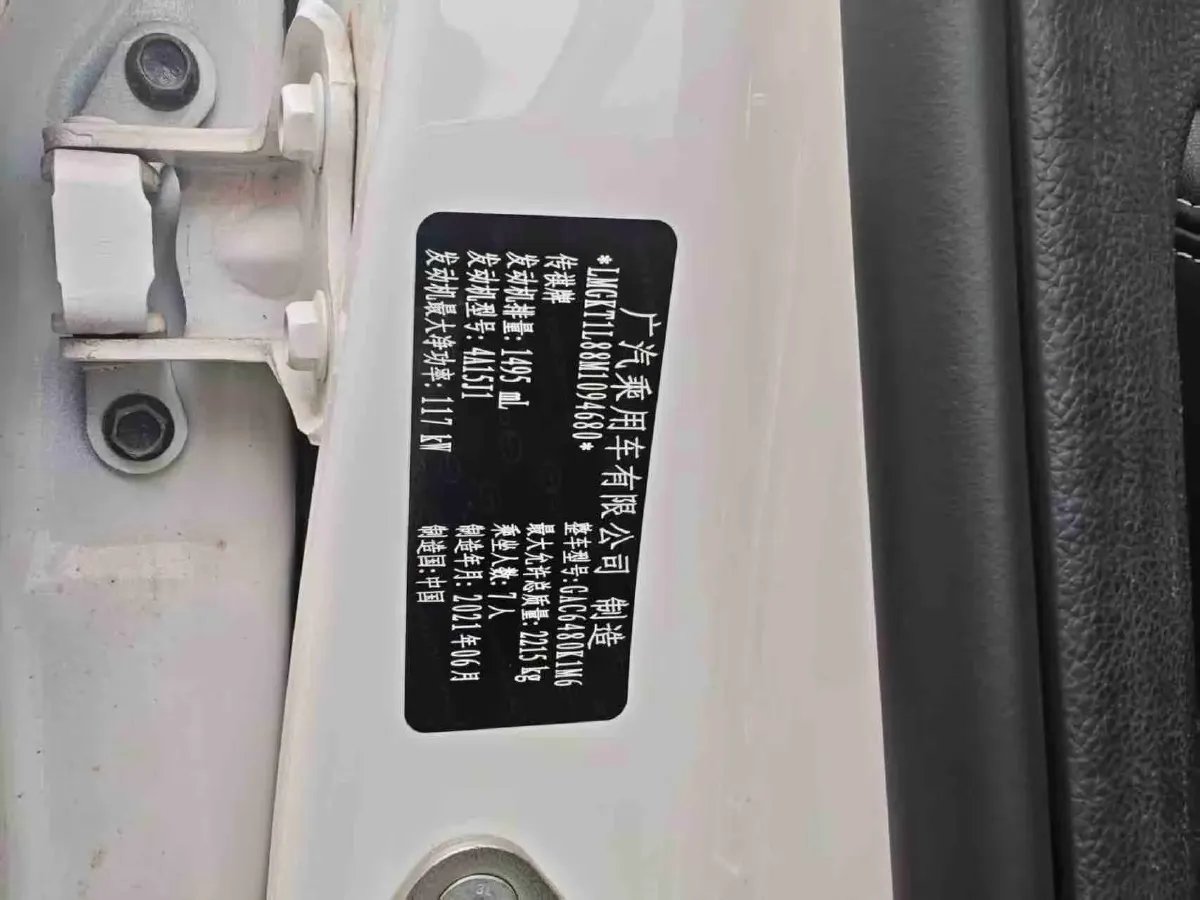 广汽乘用车有限公司 制造
*LMGKT1L88M1094680*
传祺牌 整车型号:GAC6480K1M6
发动机排量:1495 mL 最大允许总质量:2215 kg
发动机型号:4A15J1 乘坐人数:7人
发动机最大净功率:117 kW 制造年月:2021年06月
制造国:中国